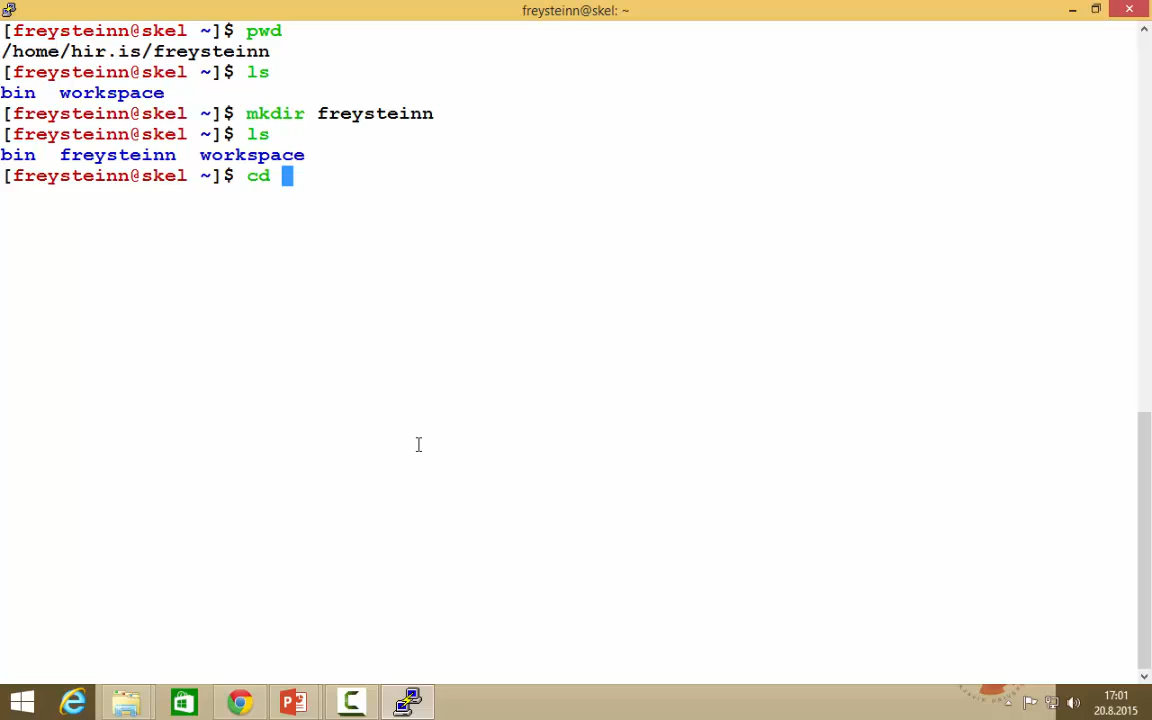 freysteinn@skel: ~
[freysteinn@skel ~]$ pwd
/home/hir.is/freysteinn
[freysteinn@skel ~]$ ls
bin  workspace
[freysteinn@skel ~]$ mkdir freysteinn
[freysteinn@skel ~]$ ls
bin  freysteinn  workspace
[freysteinn@skel ~]$ cd
17:01
20.8.2015